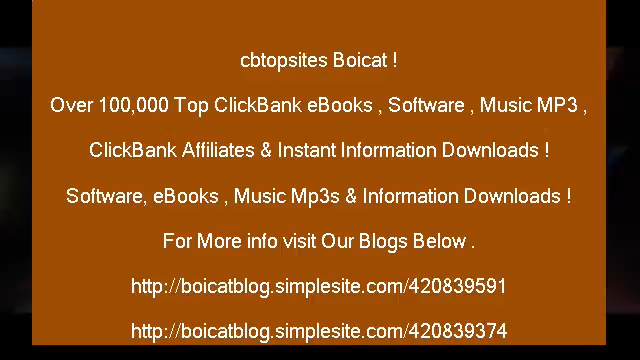 cbtopsites Boicat !
Over 100,000 Top ClickBank eBooks , Software , Music MP3 ,
ClickBank Affiliates & Instant Information Downloads !
Software, eBooks , Music Mp3s & Information Downloads !
For More info visit Our Blogs Below .
http://boicatblog.simplesite.com/420839591
http://boicatblog.simplesite.com/420839374